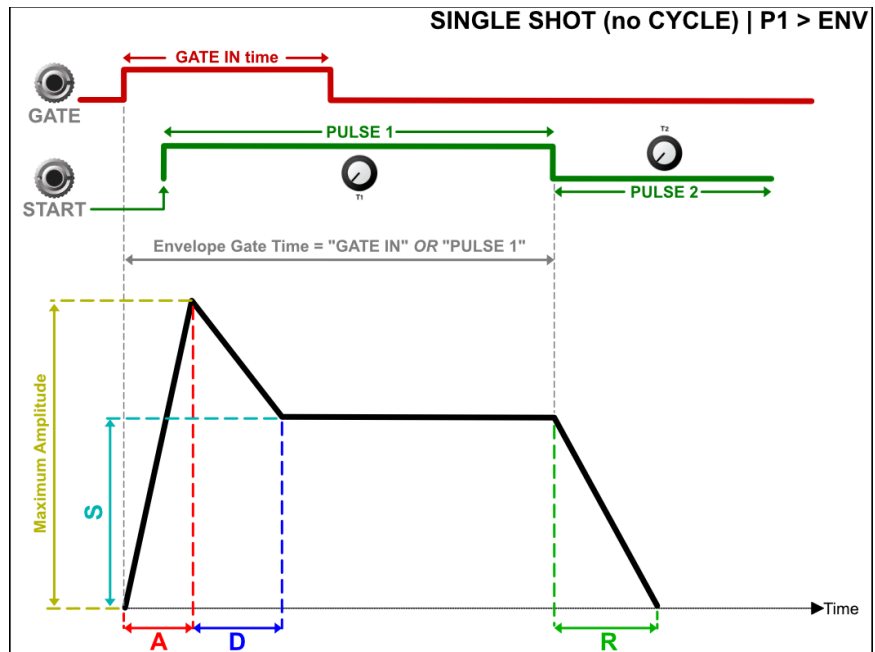 SINGLE SHOT (no CYCLE) | P1 > ENV
GATE IN time
GATE
PULSE 1
T2
T1
START
PULSE 2
Envelope Gate Time = "GATE IN" OR "PULSE 1"
Maximum Amplitude
S
Time
A
D
R